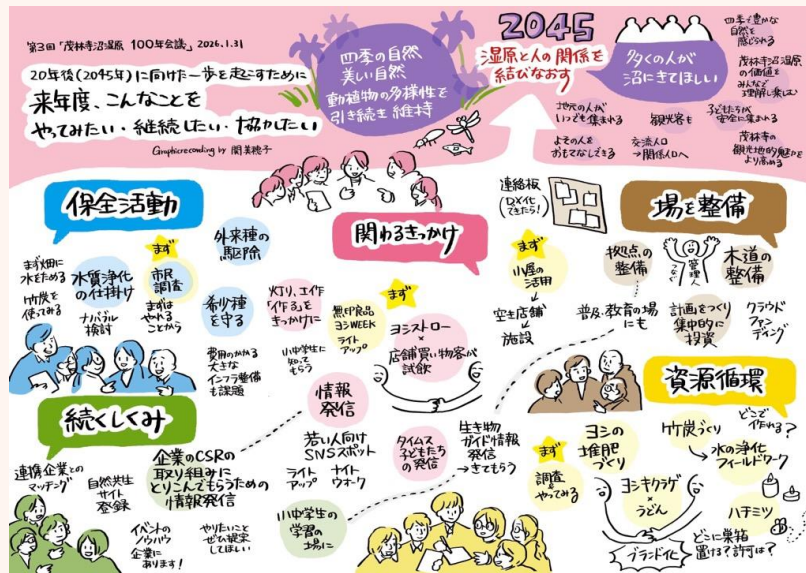 第3回「茂林寺沼湿原 100年会議」2026.1.31
20年後(2045年)に向けた一歩を起こすために
来年度、こんなことを
やってみたい・継続したい・協力したい
Graphicrecording by 関美穂子
四季の自然
美しい自然
動植物の多様性を
引き続き維持
2045
湿原と人の関係を
結びなおす
多くの人が
沼にきてほしい
四季で豊かな
自然を
感じられる
茂林寺沼湿原
の価値を
みんなで
理解し楽しむ
地元の人が
いつでも集まれる
観光客も
子どもたちが
安全に集まれる
よその人を
おもてなしできる
交流人口
→関係人口へ
茂林寺の
観光地的魅力を
より高める
保全活動
まず畑に
水をためる
竹炭を
使ってみる
水質浄化
の仕掛け
ナバブル
検討
まず
市民
調査
まずは
やれる
ことから
外来種の
駆除
希少種
を守る
費用のかかる
大きな
インフラ整備
も課題
関わるきっかけ
灯り、工作
「作る」を
きっかけに
小中学生に
知って
もらう
無印良品
ヨシWEEK
ライト
アップ
まず
ヨシストロー
×
店舗買い物客が
試飲
情報
発信
若い人向け
SNSスポット
ライト
アップ
ナイト
ウオーク
タイムス
子どもたち
の発信
生き物
ガイド情報
発信
→きてもらう
小中学生の
学習の
場に
場を整備
連絡板
(DX化
できたら!)
まず
小屋の
活用
空き店舗
施設
拠点の
整備
普及、教育の場
にも
つなぐ
管理人
木道の
整備
計画をつくり
集中的に
投資
クラウド
ファン
ディング
続くしくみ
連携企業との
マッチング
自然共生
サイト
登録
企業のCSRの
取り組みに
とりこんでもらうための
情報発信
イベントの
ノウハウ
企業に
あります!
やりたいこと
ぜひ提案
してほしい
資源循環
まず
調査を
やってみる
ヨシの
堆肥
づくり
ヨシキクラゲ
×
うどん
ブランド化
竹炭づくり
どこで
作れる?
水の浄化
フィールドワーク
ハチミツ
どこに巣箱
置ける?許可は?